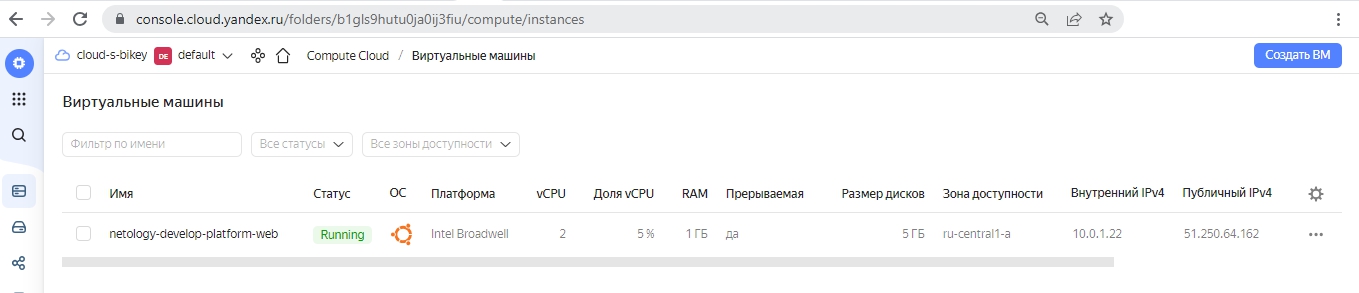 console.cloud.yandex.ru/folders/b1gls9hutu0ja0ij3fiu/compute/instances
cloud-s-bikey DE default Compute Cloud / Виртуальные машины Создать ВМ
Виртуальные машины
Фильтр по имени Все статусы Все зоны доступности
Имя Статус ОС Платформа vCPU Доля vCPU RAM Прерываемая Размер дисков Зона доступности Внутренний IPv4 Публичный IPv4
netology-develop-platform-web Running Intel Broadwell 2 5 % 1 ГБ да 5 ГБ ru-central1-a 10.0.1.22 51.250.64.162